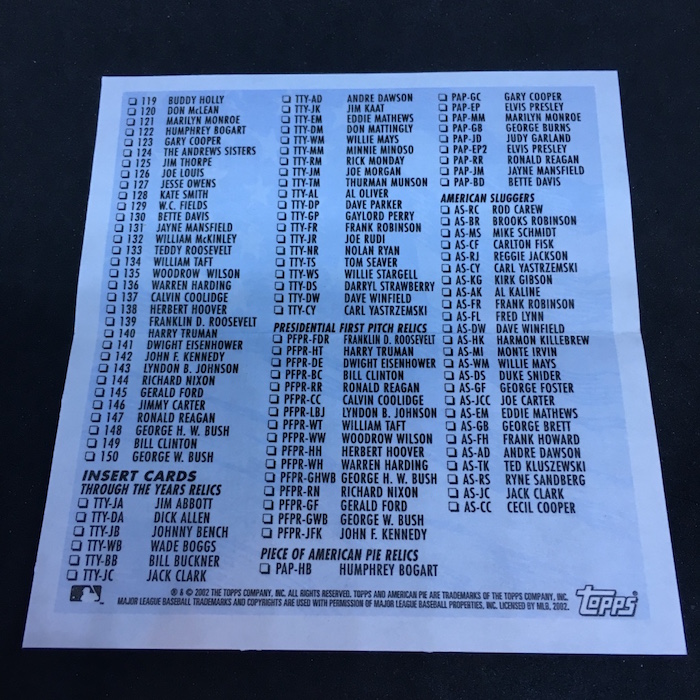 119 BUDDY HOLLY
120 DON McLEAN
121 MARILYN MONROE
122 HUMPHREY BOGART
123 GARY COOPER
124 THE ANDREWS SISTERS
125 JIM THORPE
126 JOE LOUIS
127 JESSE OWENS
128 KATE SMITH
129 W.C. FIELDS
130 BETTE DAVIS
131 JAYNE MANSFIELD
132 WILLIAM McKINLEY
133 TEDDY ROOSEVELT
134 WILLIAM TAFT
135 WOODROW WILSON
136 WARREN HARDING
137 CALVIN COOLIDGE
138 HERBERT HOOVER
139 FRANKLIN D. ROOSEVELT
140 HARRY TRUMAN
141 DWIGHT EISENHOWER
142 JOHN F. KENNEDY
143 LYNDON B. JOHNSON
144 RICHARD NIXON
145 GERALD FORD
146 JIMMY CARTER
147 RONALD REAGAN
148 GEORGE H. W. BUSH
149 BILL CLINTON
150 GEORGE W. BUSH
INSERT CARDS
THROUGH THE YEARS RELICS
TTY-JA JIM ABBOTT
TTY-DA DICK ALLEN
TTY-JB JOHNNY BENCH
TTY-WB WADE BOGGS
TTY-BB BILL BUCKNER
TTY-JC JACK CLARK
TTY-AD ANDRE DAWSON
TTY-JK JIM KAAT
TTY-EM EDDIE MATHEWS
TTY-DM DON MATTINGLY
TTY-WM WILLIE MAYS
TTY-MM MINNIE MINOSO
TTY-RM RICK MONDAY
TTY-JM JOE MORGAN
TTY-TM THURMAN MUNSON
TTY-AL AL OLIVER
TTY-DP DAVE PARKER
TTY-GP GAYLORD PERRY
TTY-FR FRANK ROBINSON
TTY-JR JOE RUDI
TTY-NR NOLAN RYAN
TTY-TS TOM SEAVER
TTY-WS WILLIE STARGELL
TTY-DS DARRYL STRAWBERRY
TTY-DW DAVE WINFIELD
TTY-CY CARL YASTRZEMSKI
PRESIDENTIAL FIRST PITCH RELICS
PFPR-FDR FRANKLIN D. ROOSEVELT
PFPR-HT HARRY TRUMAN
PFPR-DE DWIGHT EISENHOWER
PFPR-BC BILL CLINTON
PFPR-RR RONALD REAGAN
PFPR-CC CALVIN COOLIDGE
PFPR-LBJ LYNDON B. JOHNSON
PFPR-WT WILLIAM TAFT
PFPR-WW WOODROW WILSON
PFPR-HH HERBERT HOOVER
PFPR-WH WARREN HARDING
PFPR-GHWB GEORGE H. W. BUSH
PFPR-RN RICHARD NIXON
PFPR-GF GERALD FORD
PFPR-GWB GEORGE W. BUSH
PFPR-JFK JOHN F. KENNEDY
PIECE OF AMERICAN PIE RELICS
PAP-HB HUMPHREY BOGART
PAP-GC GARY COOPER
PAP-EP ELVIS PRESLEY
PAP-MM MARILYN MONROE
PAP-GB GEORGE BURNS
PAP-JD JUDY GARLAND
PAP-EP2 ELVIS PRESLEY
PAP-RR RONALD REAGAN
PAP-JM JAYNE MANSFIELD
PAP-BD BETTE DAVIS
AMERICAN SLUGGERS
AS-RC ROD CAREW
AS-BR BROOKS ROBINSON
AS-MS MIKE SCHMIDT
AS-CF CARLTON FISK
AS-RJ REGGIE JACKSON
AS-CY CARL YASTRZEMSKI
AS-KG KIRK GIBSON
AS-AK AL KALINE
AS-FR FRANK ROBINSON
AS-FL FRED LYNN
AS-DW DAVE WINFIELD
AS-HK HARMON KILLEBREW
AS-MI MONTE IRVIN
AS-WM WILLIE MAYS
AS-DS DUKE SNIDER
AS-GF GEORGE FOSTER
AS-JCC JOE CARTER
AS-EM EDDIE MATHEWS
AS-GB GEORGE BRETT
AS-FH FRANK HOWARD
AS-AD ANDRE DAWSON
AS-TK TED KLUSZEWSKI
AS-RS RYNE SANDBERG
AS-JC JACK CLARK
AS-CC CECIL COOPER
® & © 2002 THE TOPPS COMPANY, INC. ALL RIGHTS RESERVED. TOPPS AND AMERICAN PIE ARE TRADEMARKS OF THE TOPPS COMPANY, INC.
MAJOR LEAGUE BASEBALL TRADEMARKS AND COPYRIGHTS ARE USED WITH PERMISSION OF MAJOR LEAGUE BASEBALL PROPERTIES, INC. LICENSED BY MLB, 2002.
topps